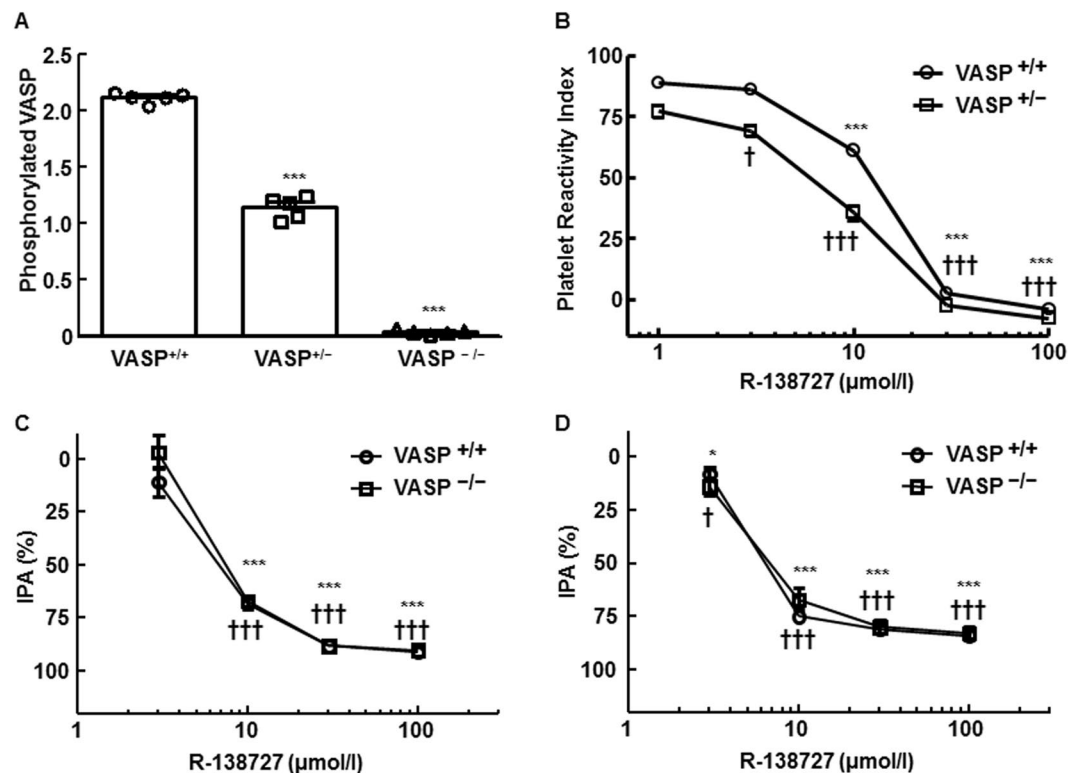 A
Phosphorylated VASP
2.5
2.0
1.5
1.0
0.5
0
***
***
VASP+/+
VASP+/−
VASP −/−
B
Platelet Reactivity Index
100
75
50
25
0
VASP +/+
VASP +/−
***
†
†††
***
†††
***
†††
1
10
100
R-138727 (µmol/l)
C
IPA (%)
0
25
50
75
100
VASP +/+
VASP −/−
***
†††
***
†††
***
†††
1
10
100
R-138727 (µmol/l)
D
IPA (%)
0
25
50
75
100
VASP +/+
VASP −/−
*
†
***
†††
***
†††
***
†††
1
10
100
R-138727 (µmol/l)